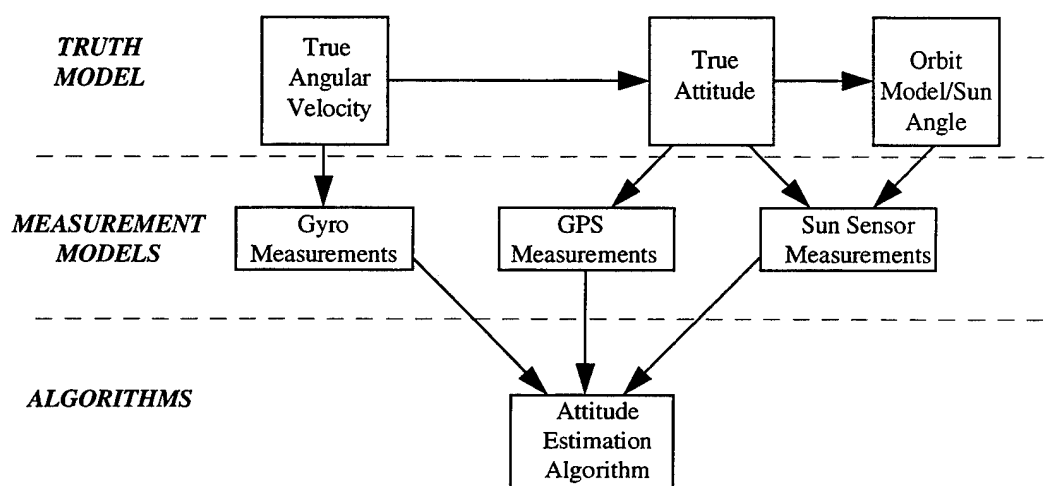 TRUTH
MODEL
True
Angular
Velocity
True
Attitude
Orbit
Model/Sun
Angle
MEASUREMENT
MODELS
Gyro
Measurements
GPS
Measurements
Sun Sensor
Measurements
ALGORITHMS
Attitude
Estimation
Algorithm